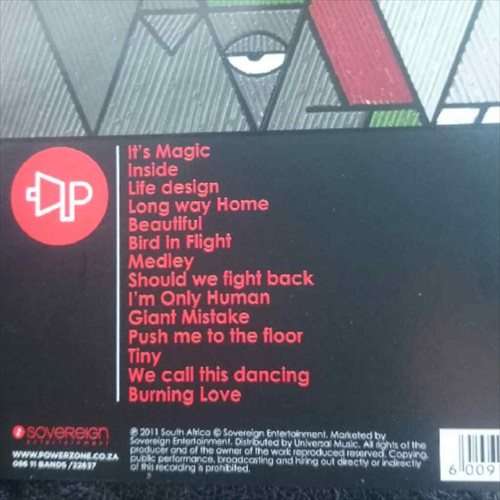 It's Magic
Inside
Life design
Long way Home
Beautiful
Bird In Flight
Medley
Should we fight back
I'm Only Human
Giant Mistake
Push me to the floor
Tiny
We call this dancing
Burning Love
P
sovereign
entertainment
WWW.POWERZONE.CO.ZA
086 11 BANDS /22637
℗ 2011 South Africa © Sovereign Entertainment. Marketed by
Sovereign Entertainment. Distributed by Universal Music. All rights of the
producer and of the owner of the work reproduced reserved. Copying,
public performance, broadcasting and hiring out directly or indirectly
of this recording is prohibited.
6 009